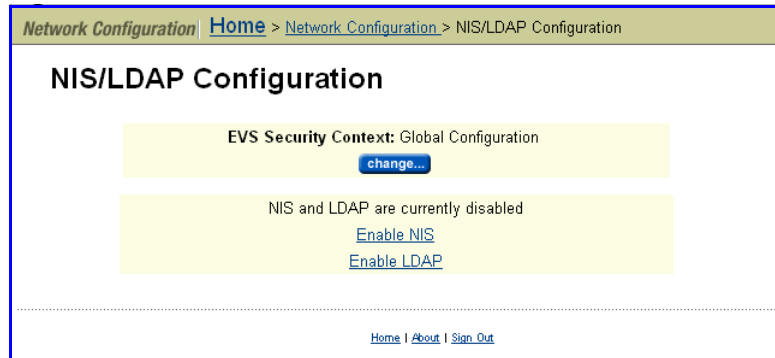 Network Configuration Home > Network Configuration > NIS/LDAP Configuration
NIS/LDAP Configuration
EVS Security Context: Global Configuration
change...
NIS and LDAP are currently disabled
Enable NIS
Enable LDAP
Home | About | Sign Out